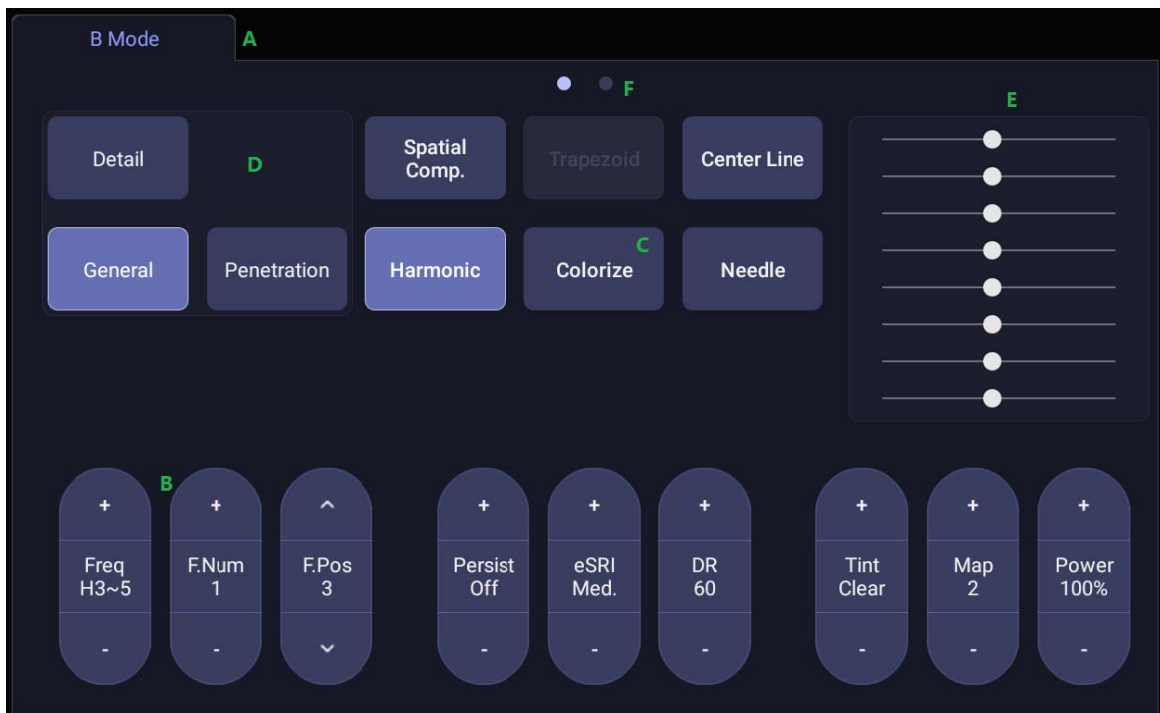 B Mode
A
F
E
Detail
D
Spatial
Comp.
Trapezoid
Center Line
General
Penetration
Harmonic
C
Colorize
Needle
B
+
+
+
+
+
+
+
+
Freq
H3~5
F.Num
1
F.Pos
3
Persist
Off
eSRI
Med.
DR
60
Tint
Clear
Map
2
Power
100%
-
-
-
-
-
-
-
-